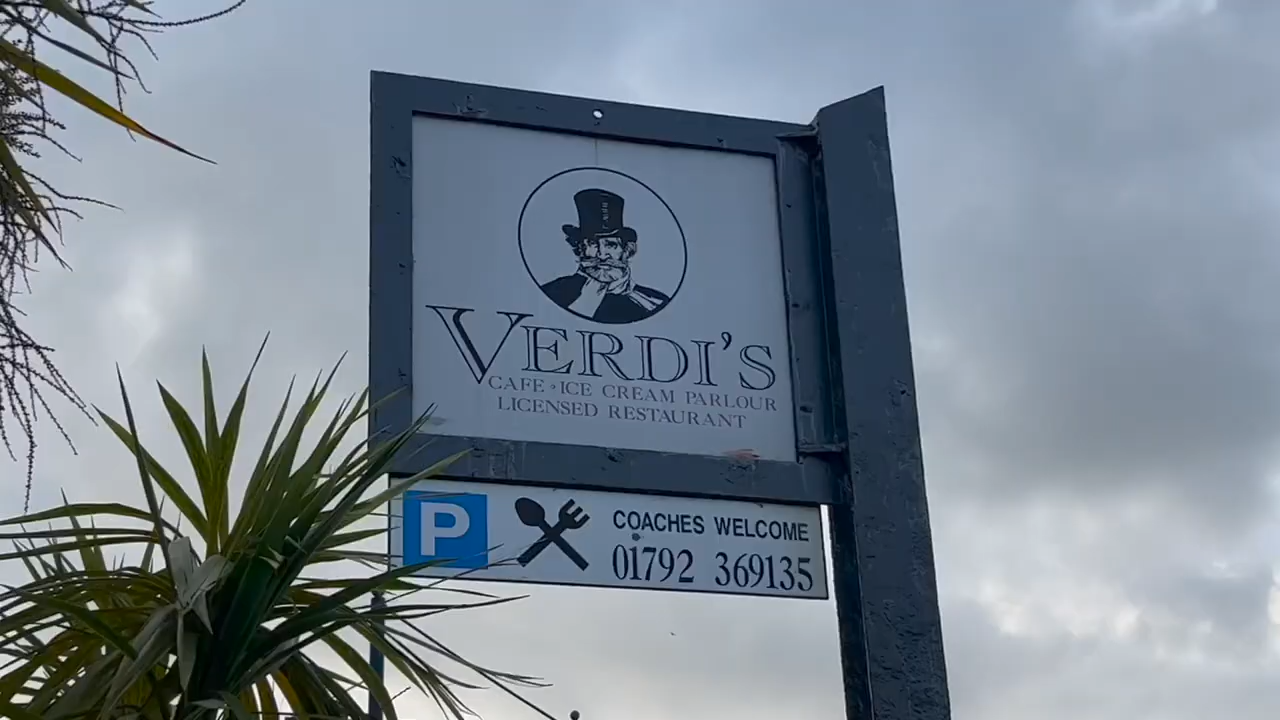 VERDI'S
CAFE • ICE CREAM PARLOUR
LICENSED RESTAURANT
P
COACHES WELCOME
01792 369135